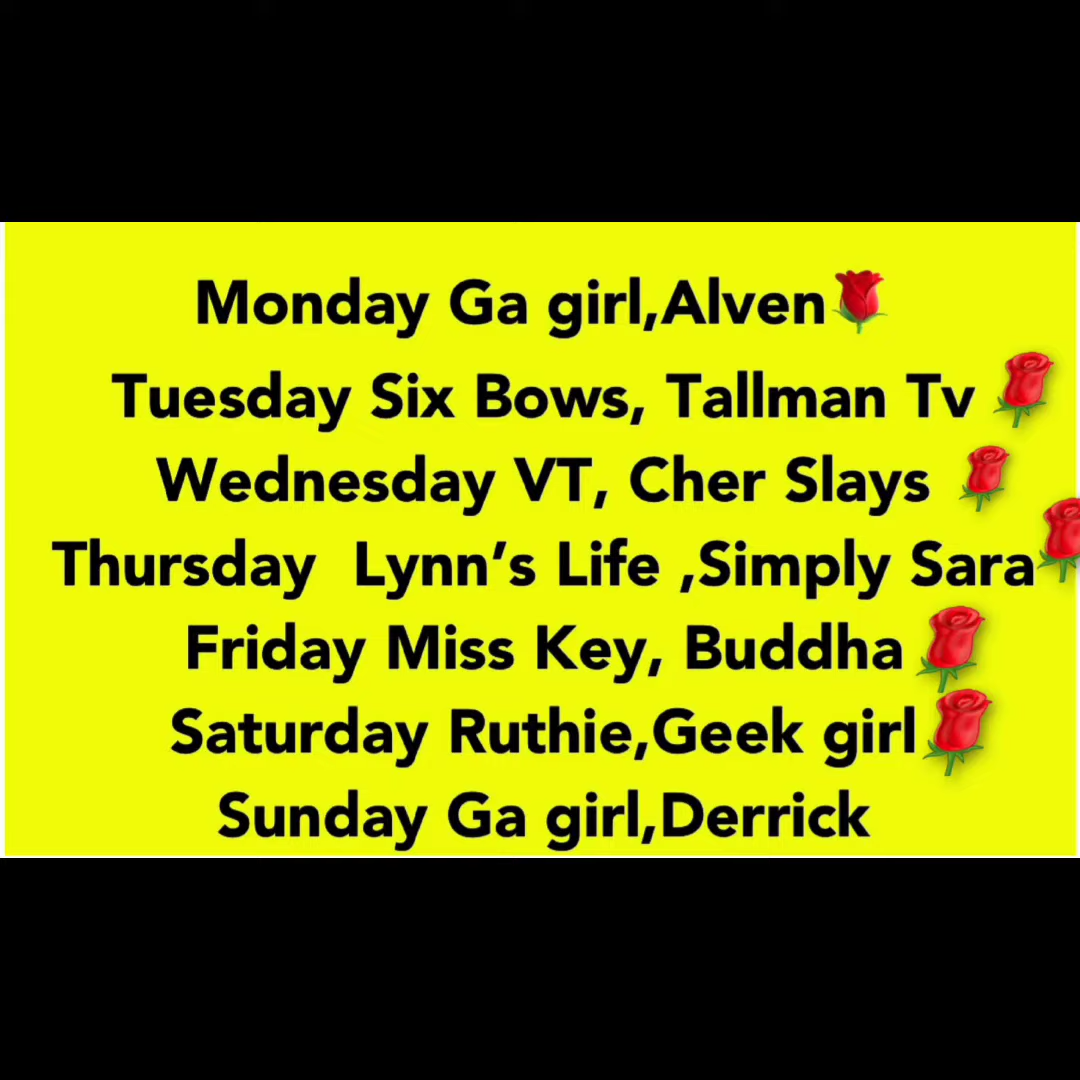 Monday Ga girl,Alven🌹
Tuesday Six Bows, Tallman Tv 🌹
Wednesday VT, Cher Slays 🌹
Thursday  Lynn’s Life ,Simply Sara🌹
Friday Miss Key, Buddha🌹
Saturday Ruthie,Geek girl🌹
Sunday Ga girl,Derrick